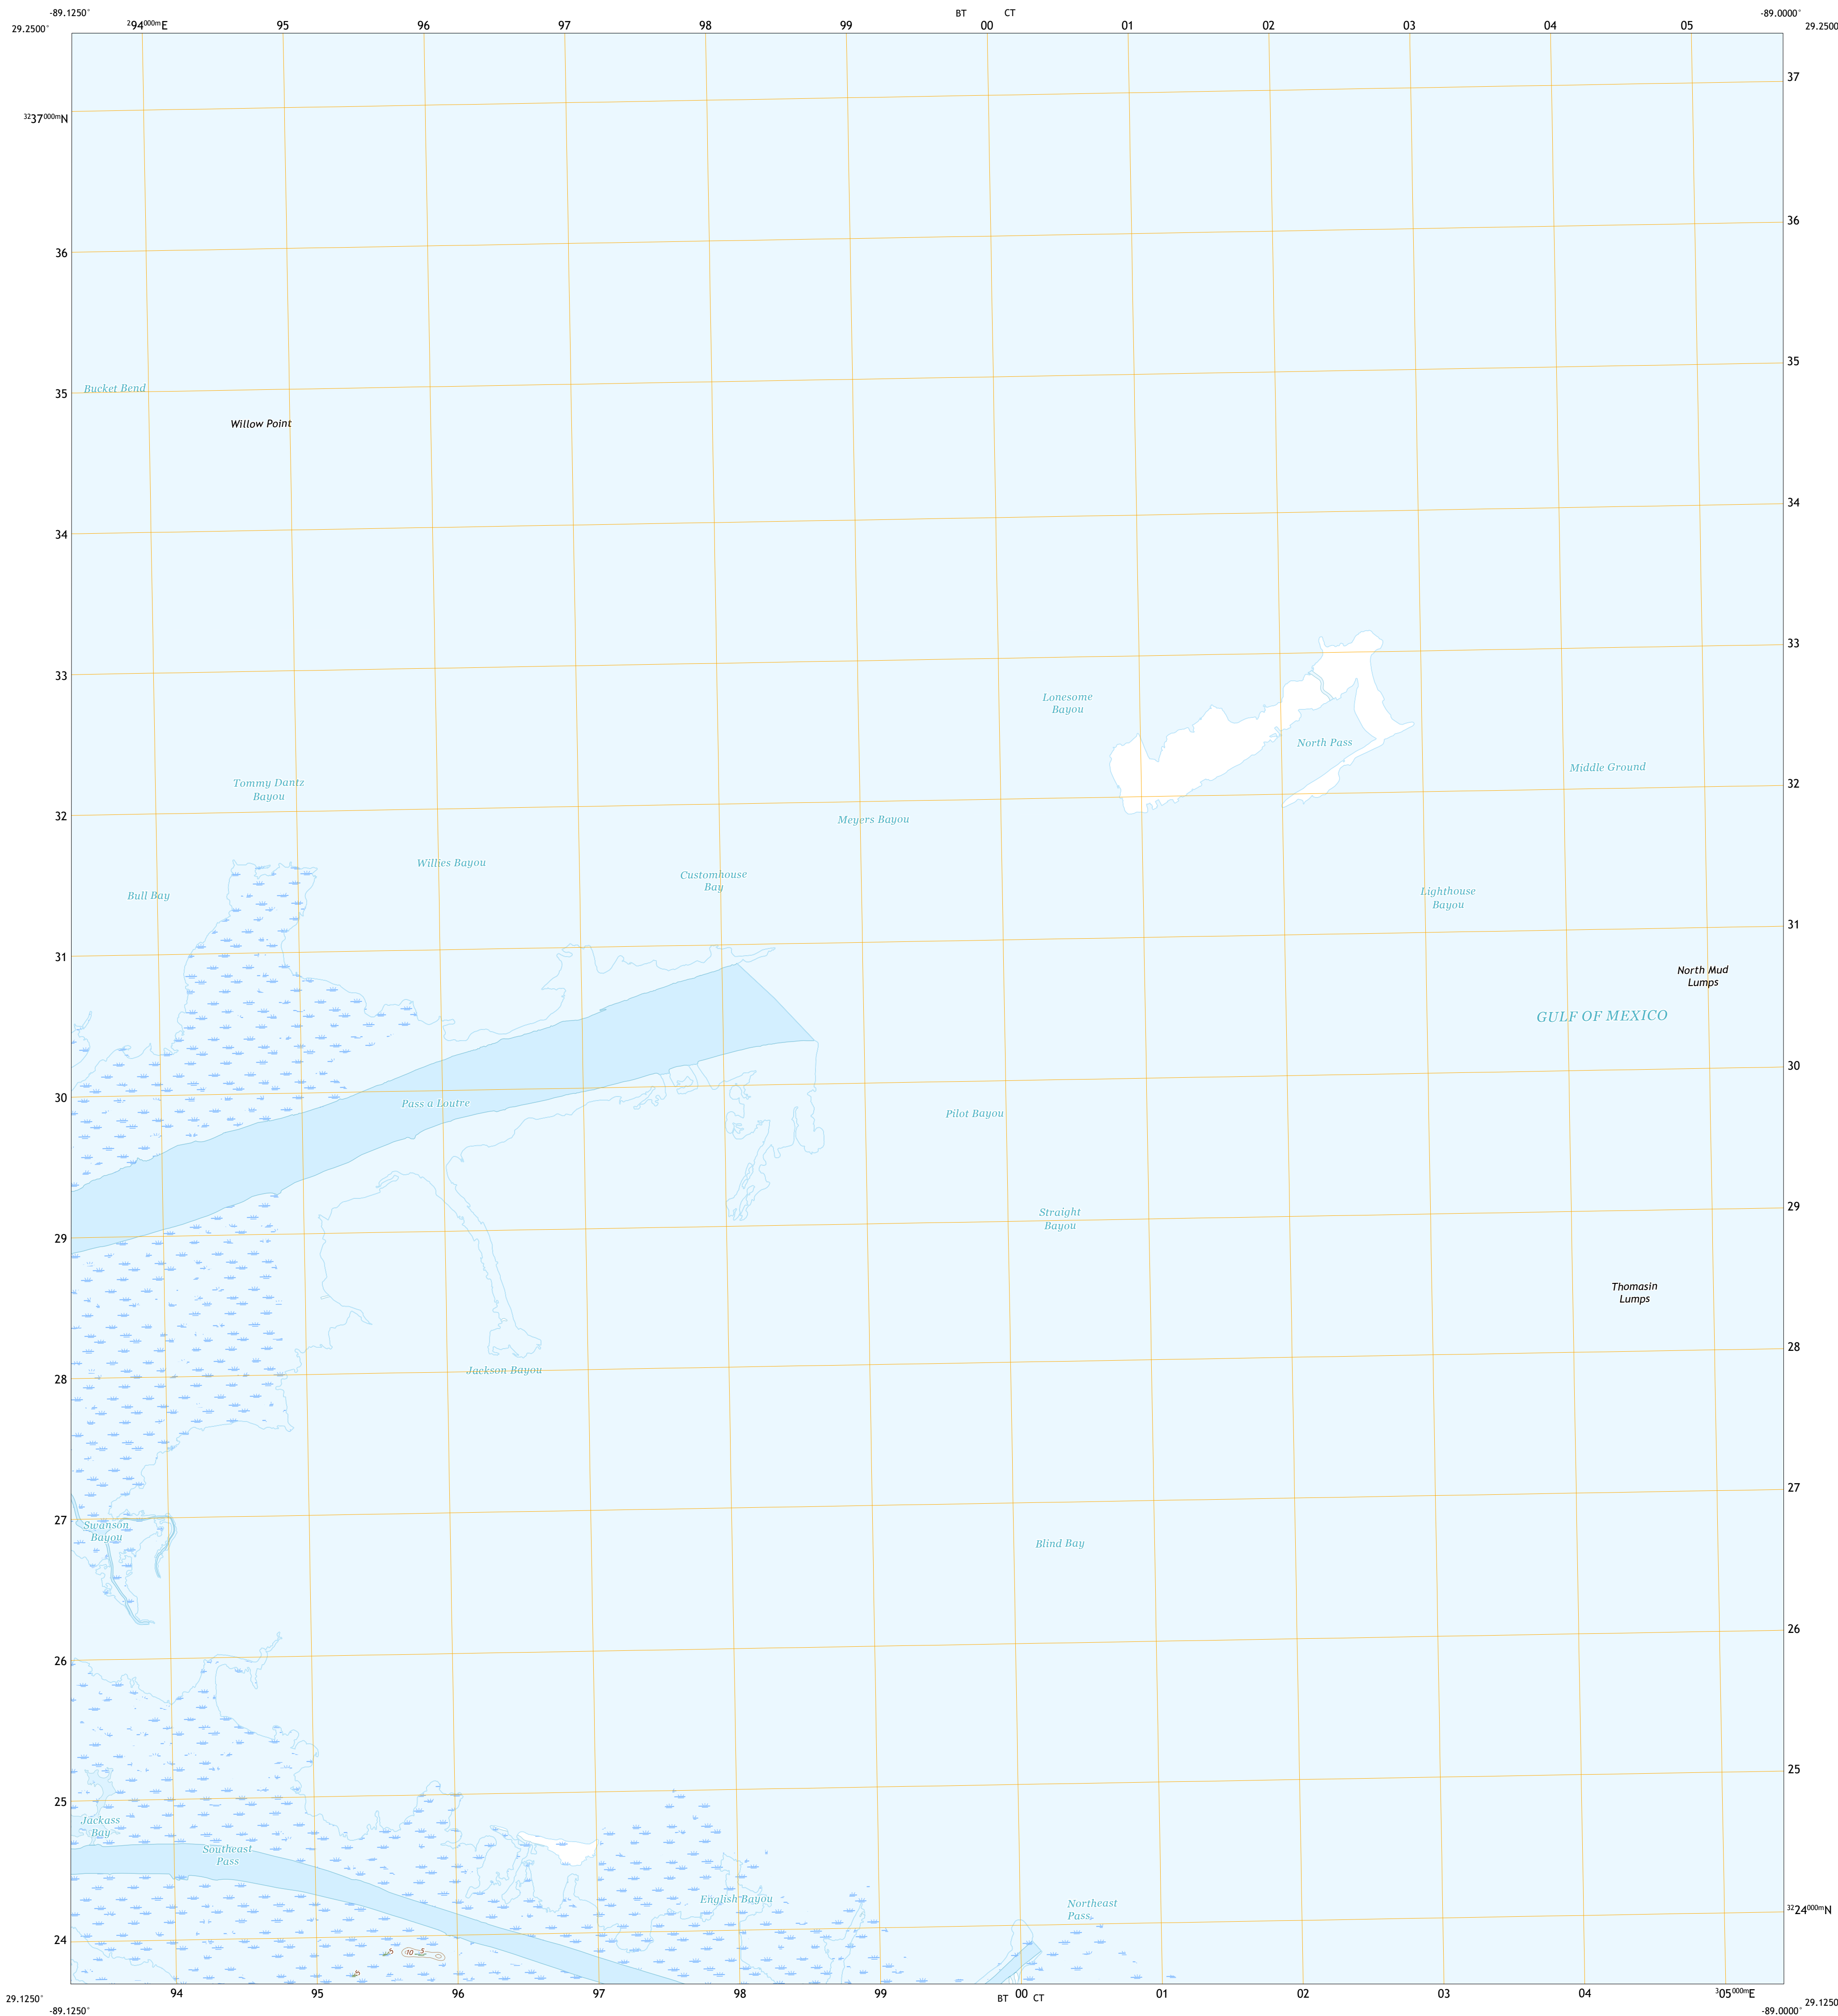 -89.1250° BT CT -89.0000°
29.2500° 294000mE 95 96 97 98 99 00 01 02 03 04 05 29.2500
37
3237000mN
36
36
35
Bucket Bend
35
Willow Point
34
34
33
33
Lonesome
Bayou
North Pass
Middle Ground
Tommy Dantz
Bayou
32
32
Meyers Bayou
Willies Bayou
Customhouse
Bay
Bull Bay
Lighthouse
Bayou
31
31
North Mud
Lumps
GULF OF MEXICO
30
30
Pass a Loutre
Pilot Bayou
29
Straight
Bayou
29
Thomasin
Lumps
28
Jackson Bayou
28
27
27
Swanson
Bayou
Blind Bay
26
26
25
25
Jackass
Bay
Southeast
Pass
English Bayou
Northeast
Pass
3224000mN
24
5 10 5
5
94 95 96 97 98 99 00 01 02 03 04 305000mE
29.1250° BT CT 29.1250
-89.1250° -89.0000°